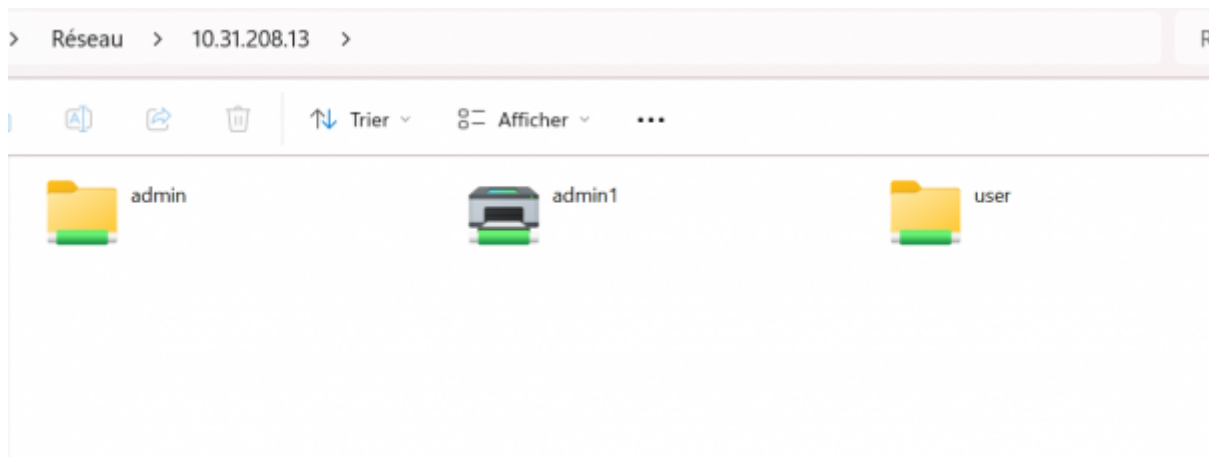 > Réseau > 10.31.208.13 > R
Trier Afficher ...
admin admin1 user